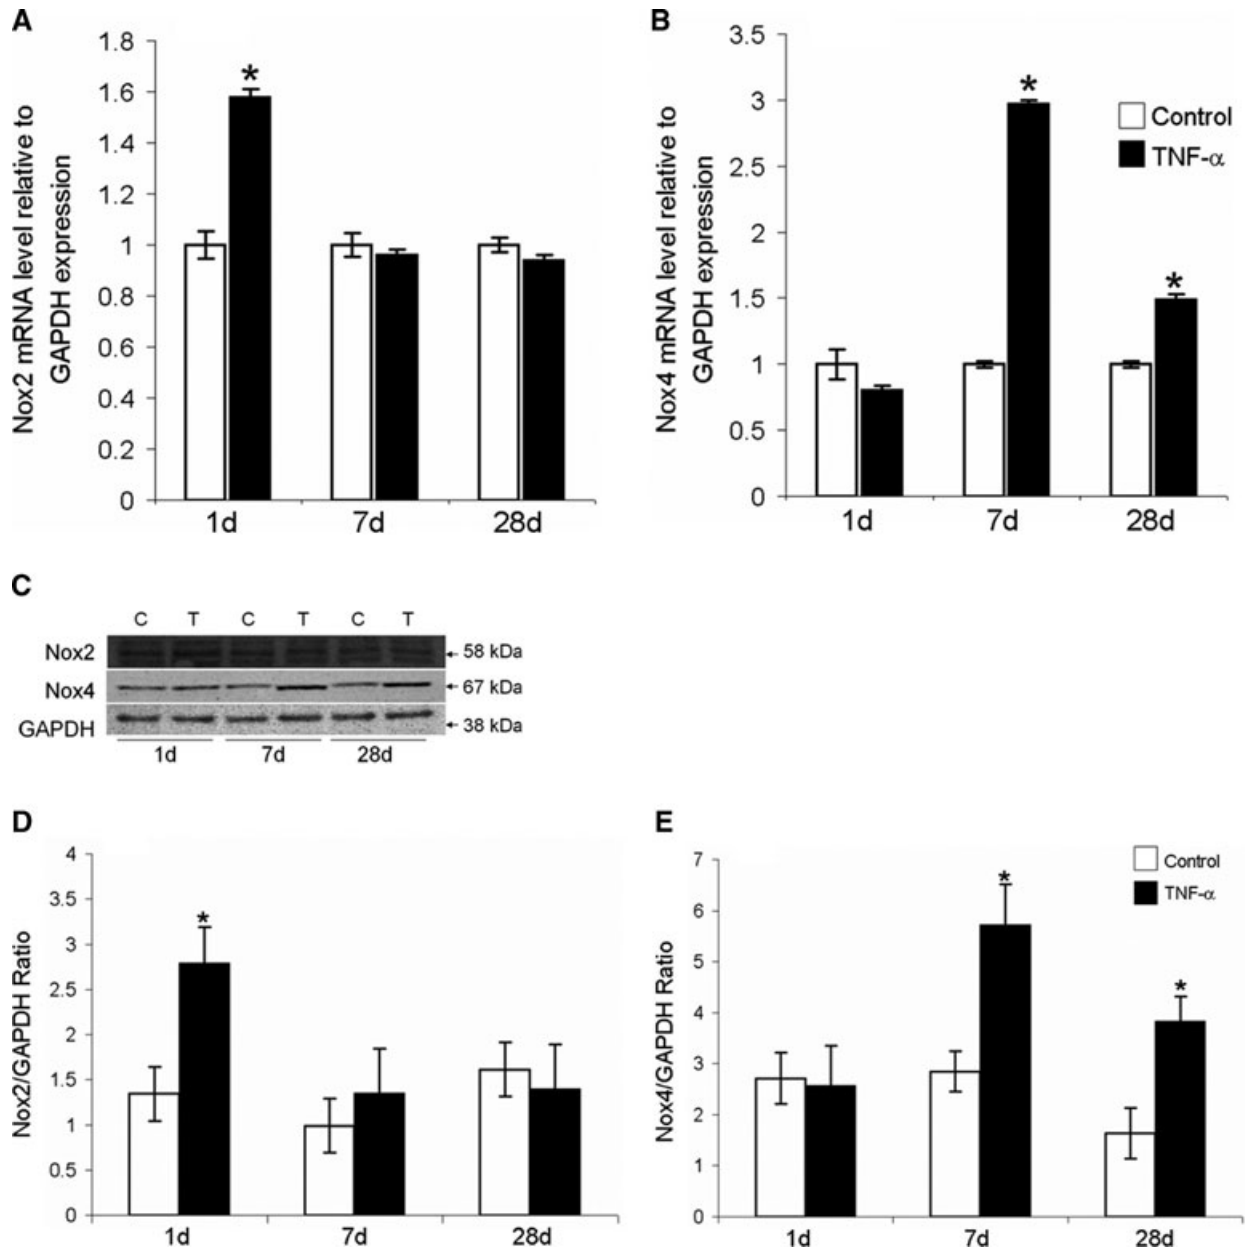 A
Nox2 mRNA level relative to
GAPDH expression
1.8
1.6
1.4
1.2
1
0.8
0.6
0.4
0.2
0
*
1d 7d 28d
B
Nox4 mRNA level relative to
GAPDH expression
3.5
3
2.5
2
1.5
1
0.5
0
*
*
Control
TNF-α
1d 7d 28d
C
C T C T C T
Nox2 58 kDa
Nox4 67 kDa
GAPDH 38 kDa
1d 7d 28d
D
Nox2/GAPDH Ratio
4
3.5
3
2.5
2
1.5
1
0.5
0
*
1d 7d 28d
E
Nox4/GAPDH Ratio
7
6
5
4
3
2
1
0
*
*
Control
TNF-α
1d 7d 28d